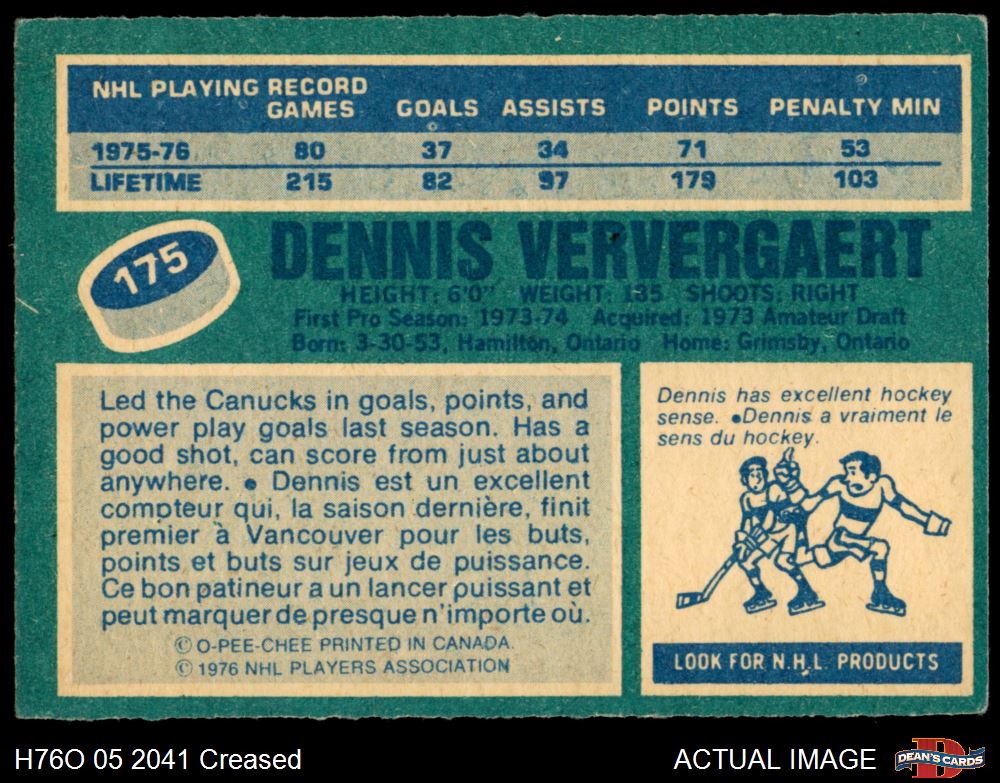 NHL PLAYING RECORD
GAMES GOALS ASSISTS POINTS PENALTY MIN
1975-76 80 37 34 71 53
LIFETIME 215 82 97 179 103
175
DENNIS VERVERGAERT
HEIGHT: 6'0" WEIGHT: 185 SHOOTS: RIGHT
First Pro Season: 1973-74 Acquired: 1973 Amateur Draft
Born: 3-30-53, Hamilton, Ontario Home: Grimsby, Ontario
Led the Canucks in goals, points, and
power play goals last season. Has a
good shot, can score from just about
anywhere. ● Dennis est un excellent
compteur qui, la saison dernière, finit
premier à Vancouver pour les buts,
points et buts sur jeux de puissance.
Ce bon patineur a un lancer puissant et
peut marquer de presque n'importe où.
© O-PEE-CHEE PRINTED IN CANADA.
© 1976 NHL PLAYERS ASSOCIATION
Dennis has excellent hockey
sense. ●Dennis a vraiment le
sens du hockey.
LOOK FOR N.H.L. PRODUCTS
H76O 05 2041 Creased
ACTUAL IMAGE
D
DEAN'S CARDS